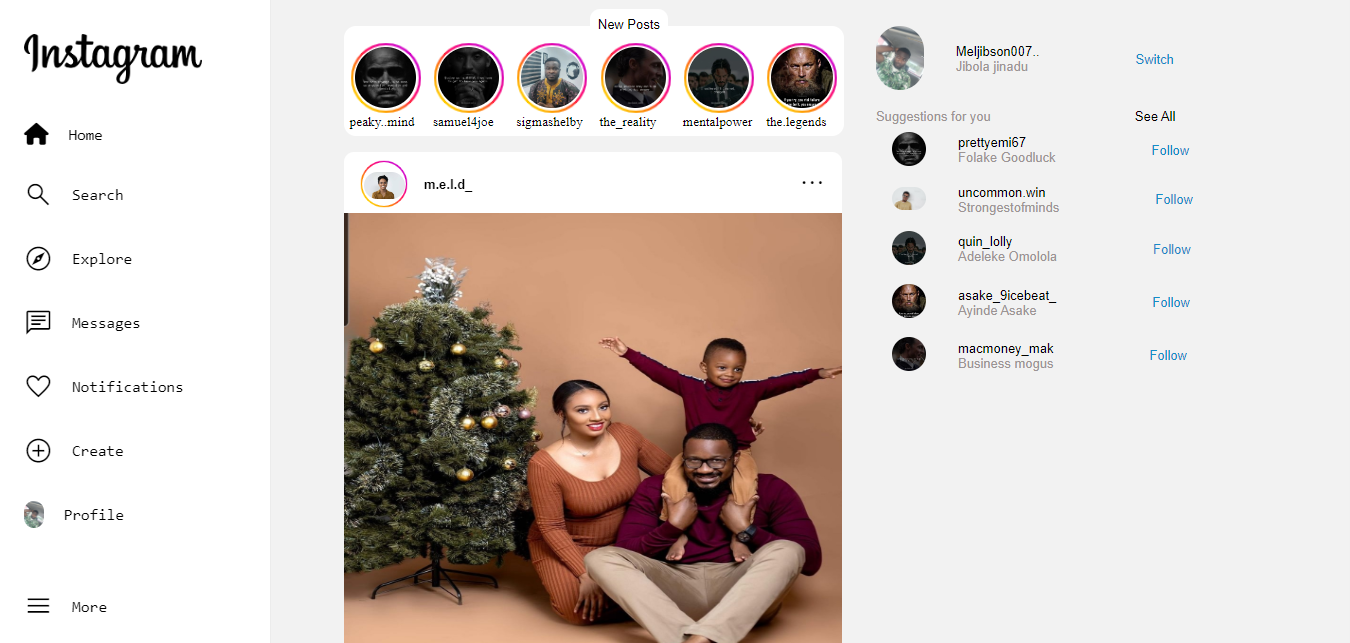 Instagram
Home
Search
Explore
Messages
Notifications
Create
Profile
More
New Posts
peaky..mind
samuel4joe
sigmashelby
the_reality
mentalpower
the.legends
m.e.l.d_
Meljibson007..
Jibola jinadu
Switch
Suggestions for you
See All
prettyemi67
Folake Goodluck
Follow
uncommon.win
Strongestofminds
Follow
quin_lolly
Adeleke Omolola
Follow
asake_9icebeat_
Ayinde Asake
Follow
macmoney_mak
Business mogus
Follow